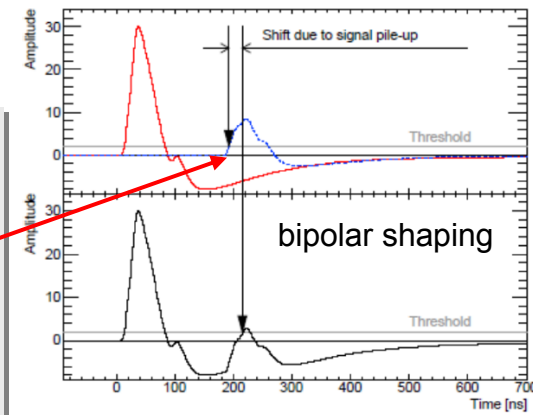 Amplitude
30
20
10
0
Shift due to signal pile-up
Threshold
Amplitude
30
20
10
0
bipolar shaping
Threshold
0 100 200 300 400 500 600 700
Time [ns]